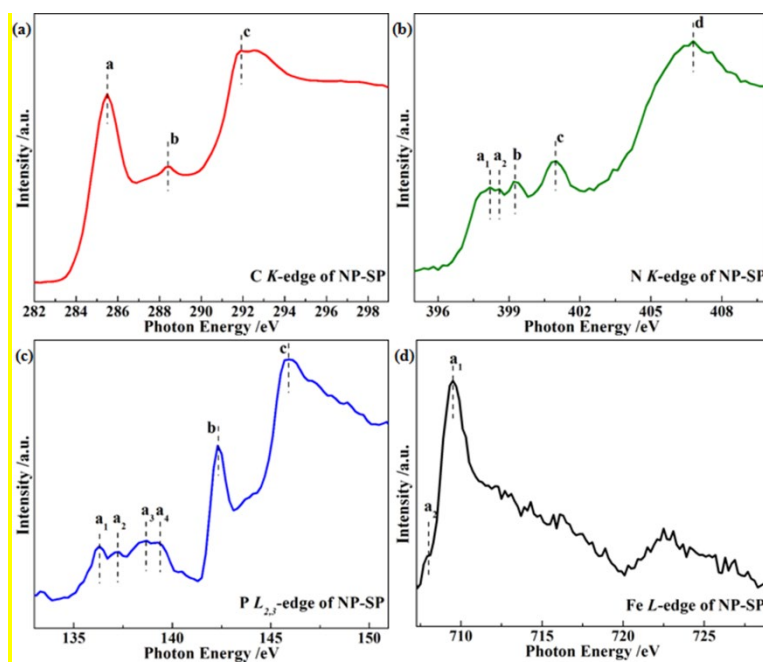 (a)
a
b
c
C K-edge of NP-SP
Intensity /a.u.
282 284 286 288 290 292 294 296 298
Photon Energy /eV
(b)
a1 a2 b c d
N K-edge of NP-SP
Intensity /a.u.
396 399 402 405 408
Photon Energy /eV
(c)
a1 a2 a3 a4 b c
P L2,3-edge of NP-SP
Intensity /a.u.
135 140 145 150
Photon Energy /eV
(d)
a1
a2
Fe L-edge of NP-SP
Intensity /a.u.
710 715 720 725
Photon Energy /eV